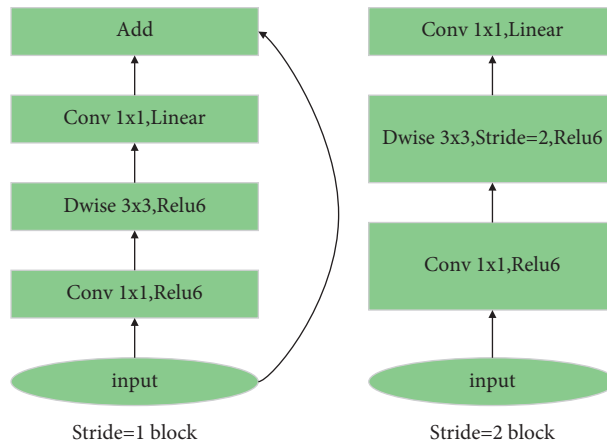 Add
Conv 1x1,Linear
Dwise 3x3,Relu6
Conv 1x1,Relu6
input
Stride=1 block
Conv 1x1,Linear
Dwise 3x3,Stride=2,Relu6
Conv 1x1,Relu6
input
Stride=2 block